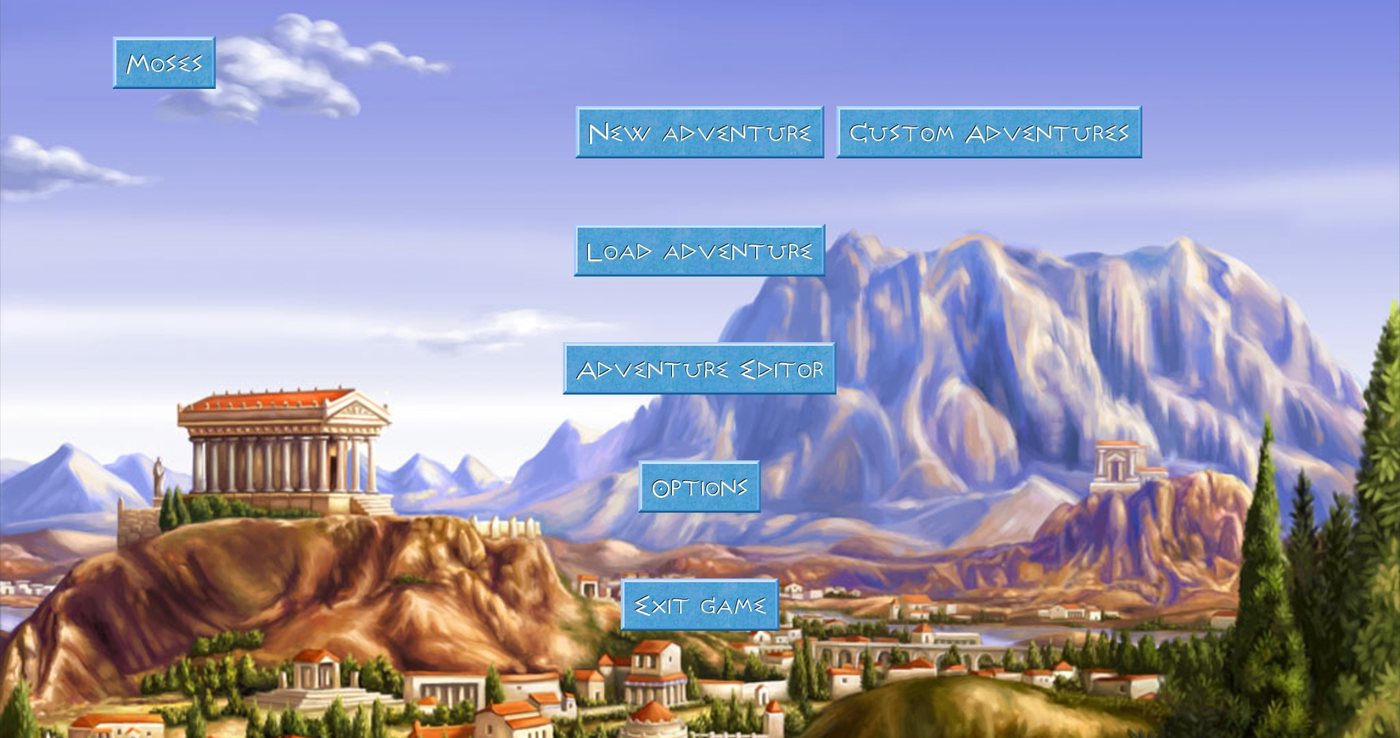 Moses
New adventure
Custom Adventures
Load adventure
Adventure Editor
Options
Exit game